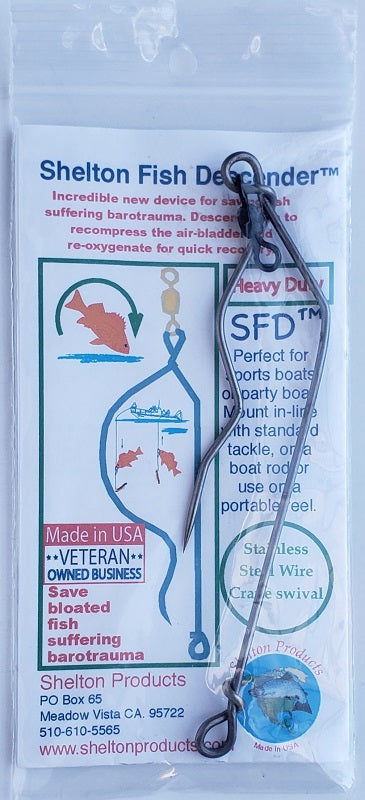 Shelton Fish Descender™
Incredible new device for saving fish
suffering barotrauma. Descend to
recompress the air-bladder and
re-oxygenate for quick recovery.
Heavy Duty
SFD™
Perfect for
sports boats
or party boat
Mount in-line
with standard
tackle, on a
boat rod or
use on a
portable reel.
Made in USA
**VETERAN**
OWNED BUSINESS
Save
bloated
fish
suffering
barotrauma
Stainless
Steel Wire
Crane swival
Shelton Products
PO Box 65
Meadow Vista CA. 95722
510-610-5565
www.sheltonproducts.com
Shelton Products
Made in USA